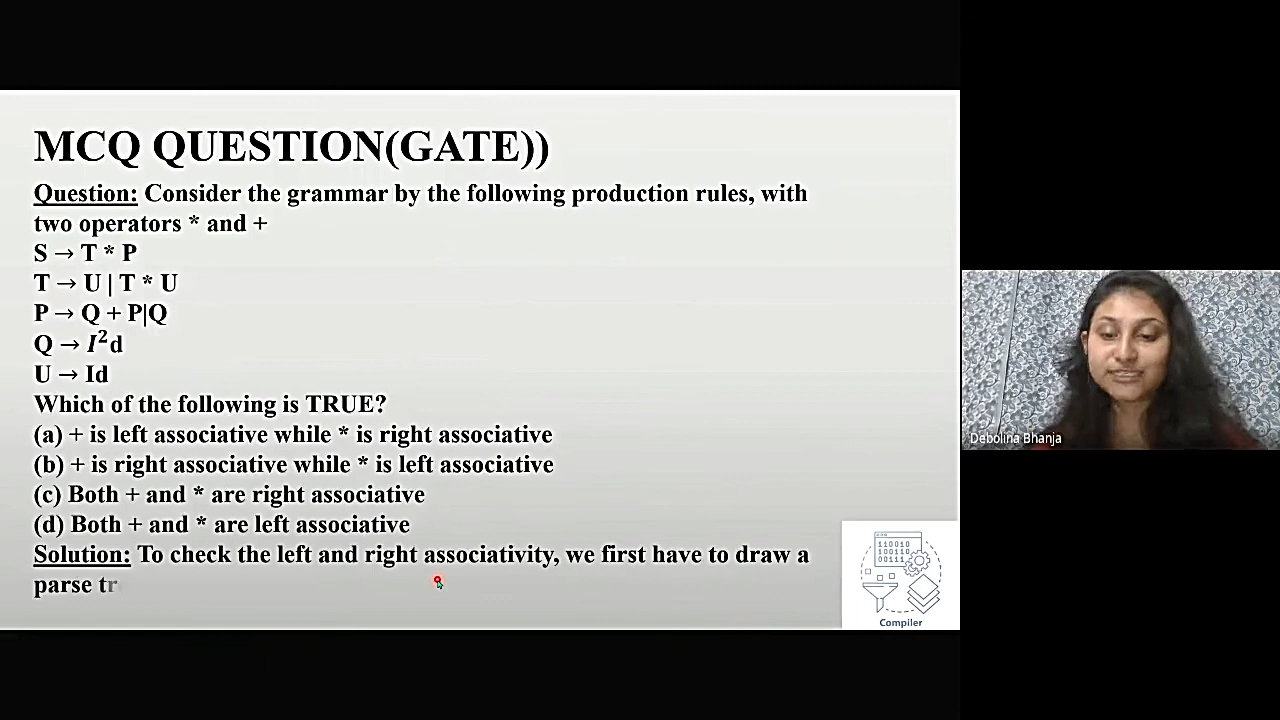 MCQ QUESTION(GATE))
Question: Consider the grammar by the following production rules, with
two operators * and +
S → T * P
T → U | T * U
P → Q + P|Q
Q → I²d
U → Id
Which of the following is TRUE?
(a) + is left associative while * is right associative
(b) + is right associative while * is left associative
(c) Both + and * are right associative
(d) Both + and * are left associative
Solution: To check the left and right associativity, we first have to draw a
parse tr
110010
100110
00111
Compiler
Debolina Bhanja